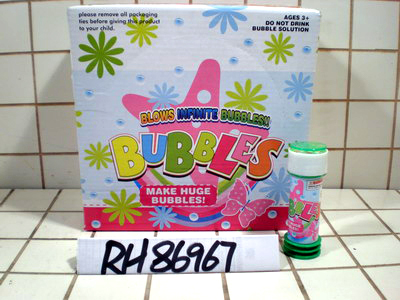 please remove all packaging
ties before giving this product
to your child.
AGES 3+
DO NOT DRINK
BUBBLE SOLUTION
BLOWS INFINITE BUBBLES!!
BUBBLES
MAKE HUGE
BUBBLES!
RH86967